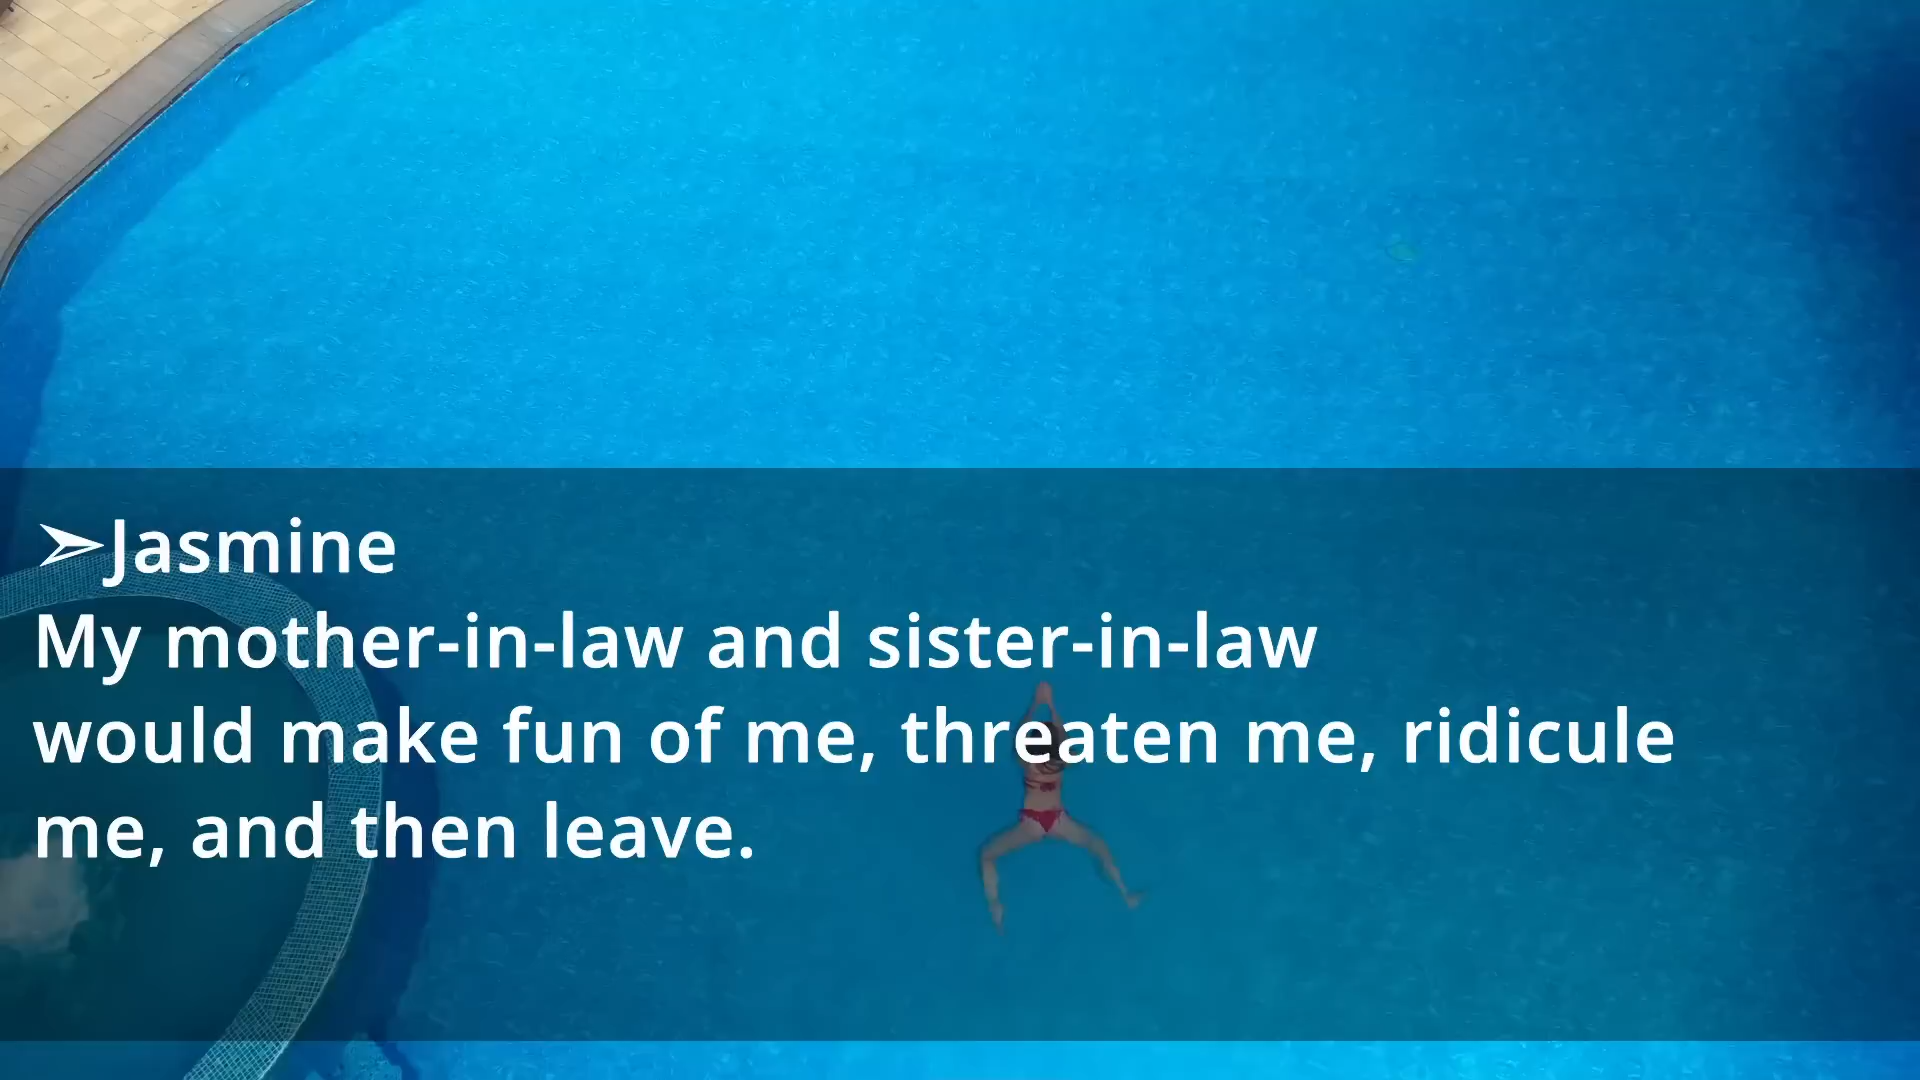 ➢Jasmine
My mother-in-law and sister-in-law
would make fun of me, threaten me, ridicule
me, and then leave.